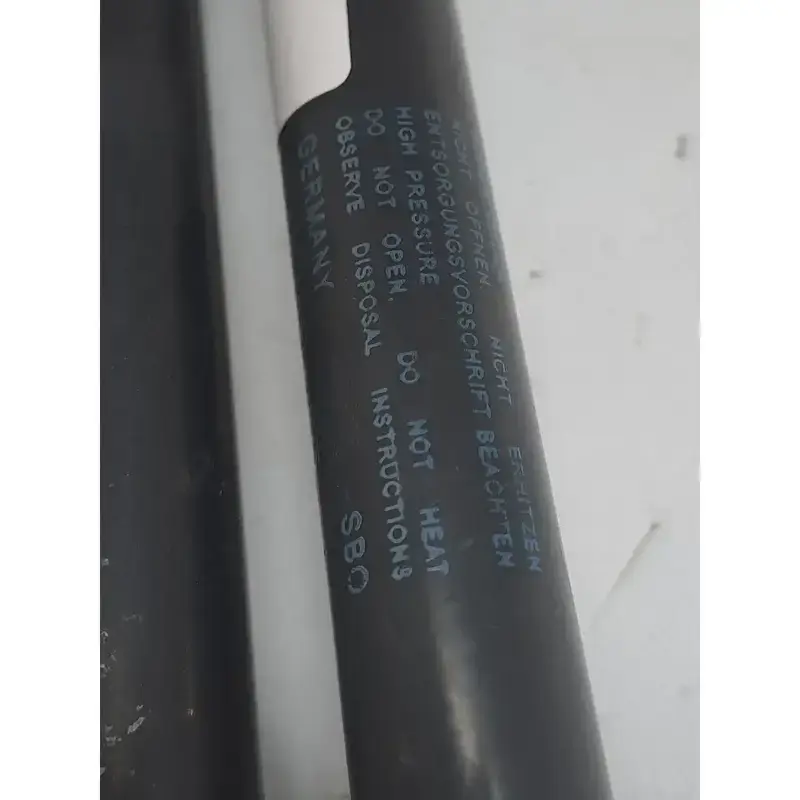 NICHT ÖFFNEN. NICHT ERHITZEN
ENTSORGUNGSVORSCHRIFT BEACHTEN
HIGH PRESSURE
DO NOT OPEN. DO NOT HEAT
OBSERVE DISPOSAL INSTRUCTIONS
GERMANY SBO